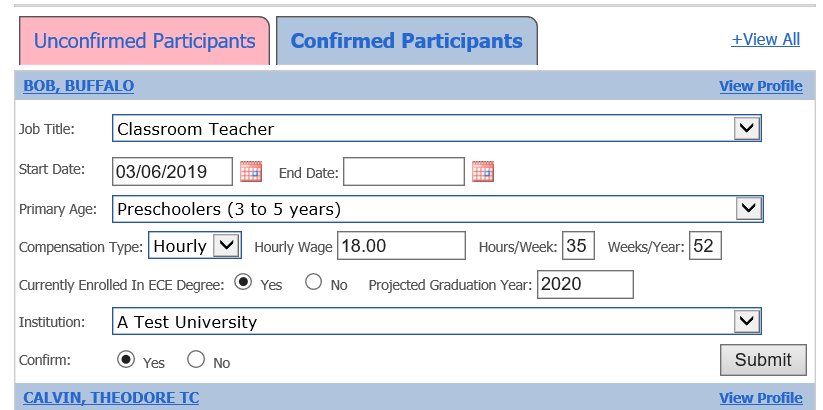 Unconfirmed Participants Confirmed Participants +View All
BOB, BUFFALO View Profile
Job Title: Classroom Teacher
Start Date: 03/06/2019 End Date:
Primary Age: Preschoolers (3 to 5 years)
Compensation Type: Hourly Hourly Wage 18.00 Hours/Week: 35 Weeks/Year: 52
Currently Enrolled In ECE Degree: Yes No Projected Graduation Year: 2020
Institution: A Test University
Confirm: Yes No Submit
CALVIN, THEODORE TC View Profile